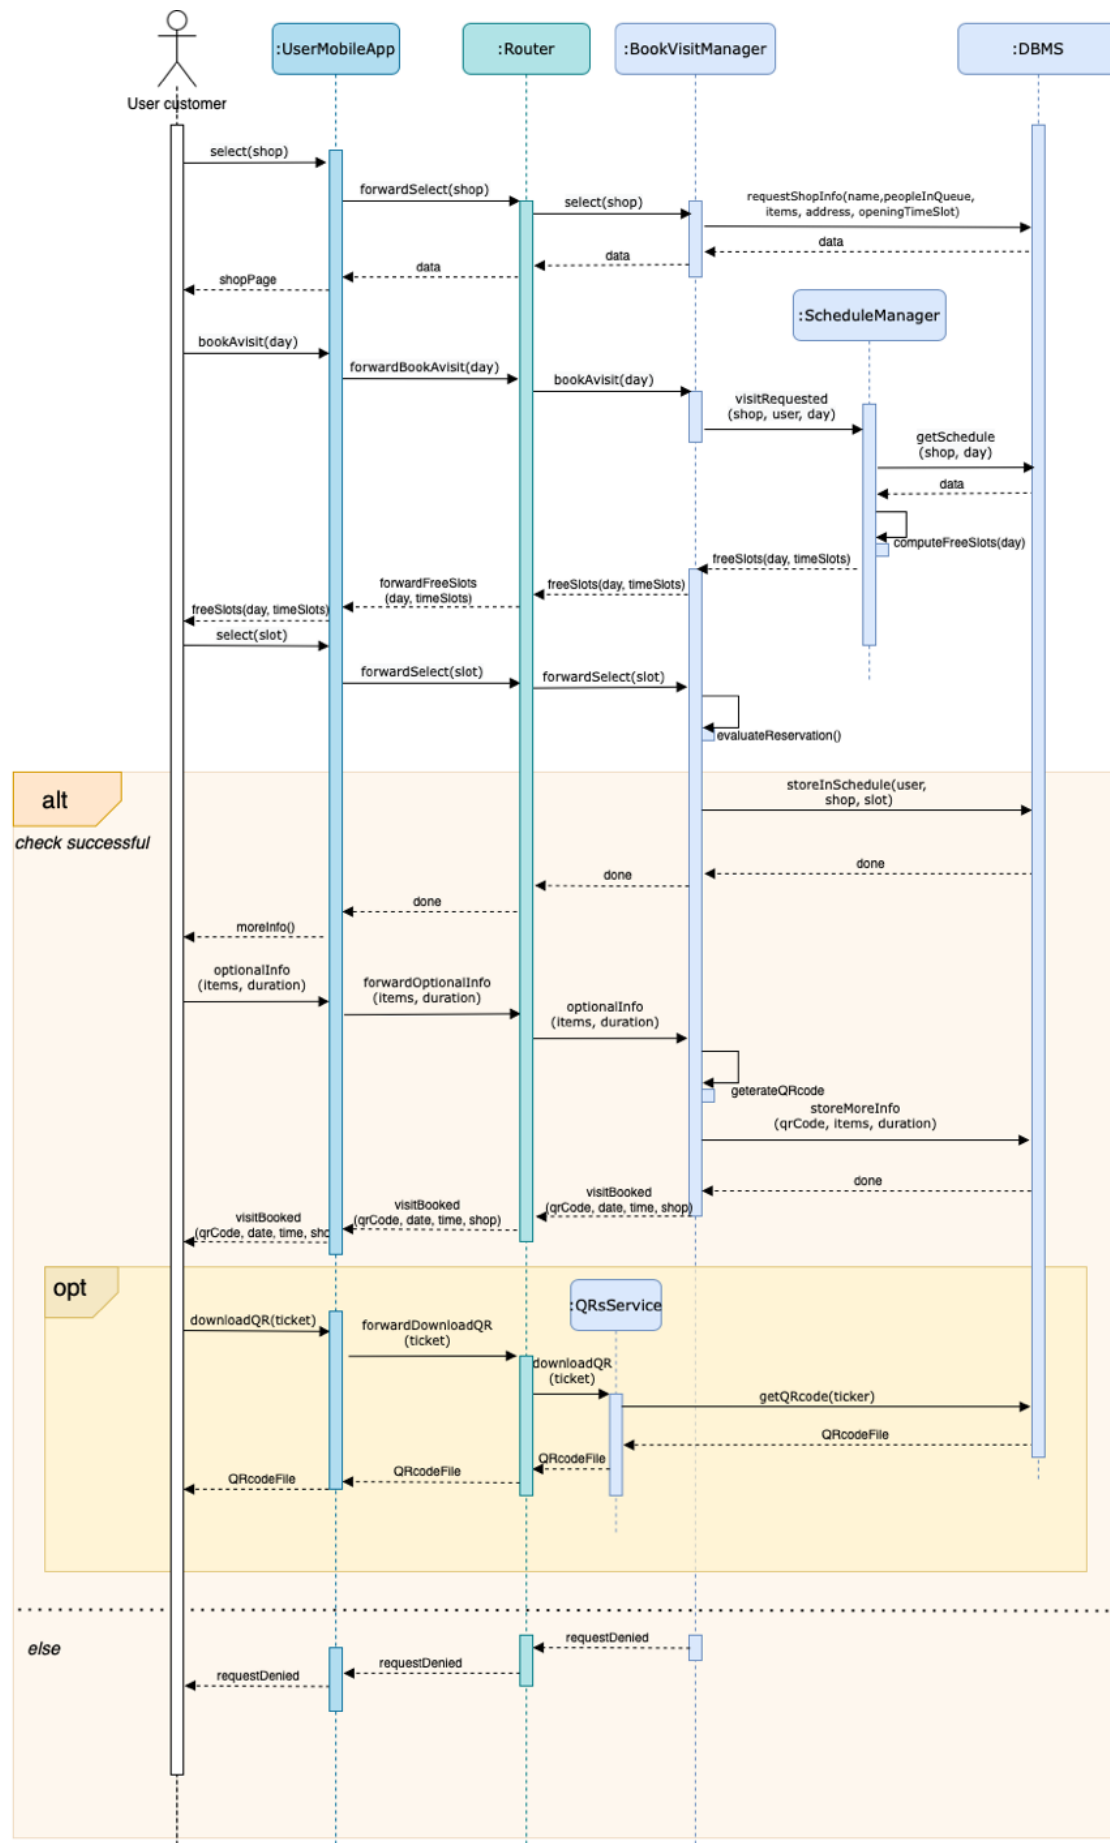 :UserMobileApp
:Router
:BookVisitManager
:DBMS
User customer
select(shop)
forwardSelect(shop)
select(shop)
requestShopInfo(name,peopleInQueue,
items, address, openingTimeSlot)
data
data
data
shopPage
:ScheduleManager
bookAvisit(day)
forwardBookAvisit(day)
bookAvisit(day)
visitRequested
(shop, user, day)
getSchedule
(shop, day)
data
computeFreeSlots(day)
freeSlots(day, timeSlots)
freeSlots(day, timeSlots)
forwardFreeSlots
(day, timeSlots)
freeSlots(day, timeSlots)
select(slot)
forwardSelect(slot)
forwardSelect(slot)
evaluateReservation()
alt
check successful
storeInSchedule(user,
shop, slot)
done
done
done
moreInfo()
optionalInfo
(items, duration)
forwardOptionalInfo
(items, duration)
optionalInfo
(items, duration)
geterateQRcode
storeMoreInfo
(qrCode, items, duration)
done
visitBooked
(qrCode, date, time, shop)
visitBooked
(qrCode, date, time, shop)
visitBooked
(qrCode, date, time, shc
opt
:QRsService
downloadQR(ticket)
forwardDownloadQR
(ticket)
downloadQR
(ticket)
getQRcode(ticker)
QRcodeFile
QRcodeFile
QRcodeFile
QRcodeFile
else
requestDenied
requestDenied
requestDenied